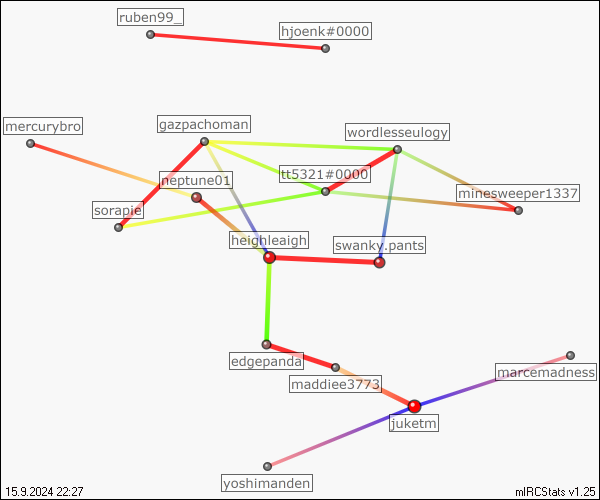 ruben99_
hjoenk#0000
gazpachoman
mercurybro
wordlesseulogy
tt5321#0000
neptune01
minesweeper1337
sorapie
heighleaigh
swanky.pants
edgepanda
marcemadness
maddiee3773
juketm
yoshimanden
15.9.2024 22:27
mIRCStats v1.25